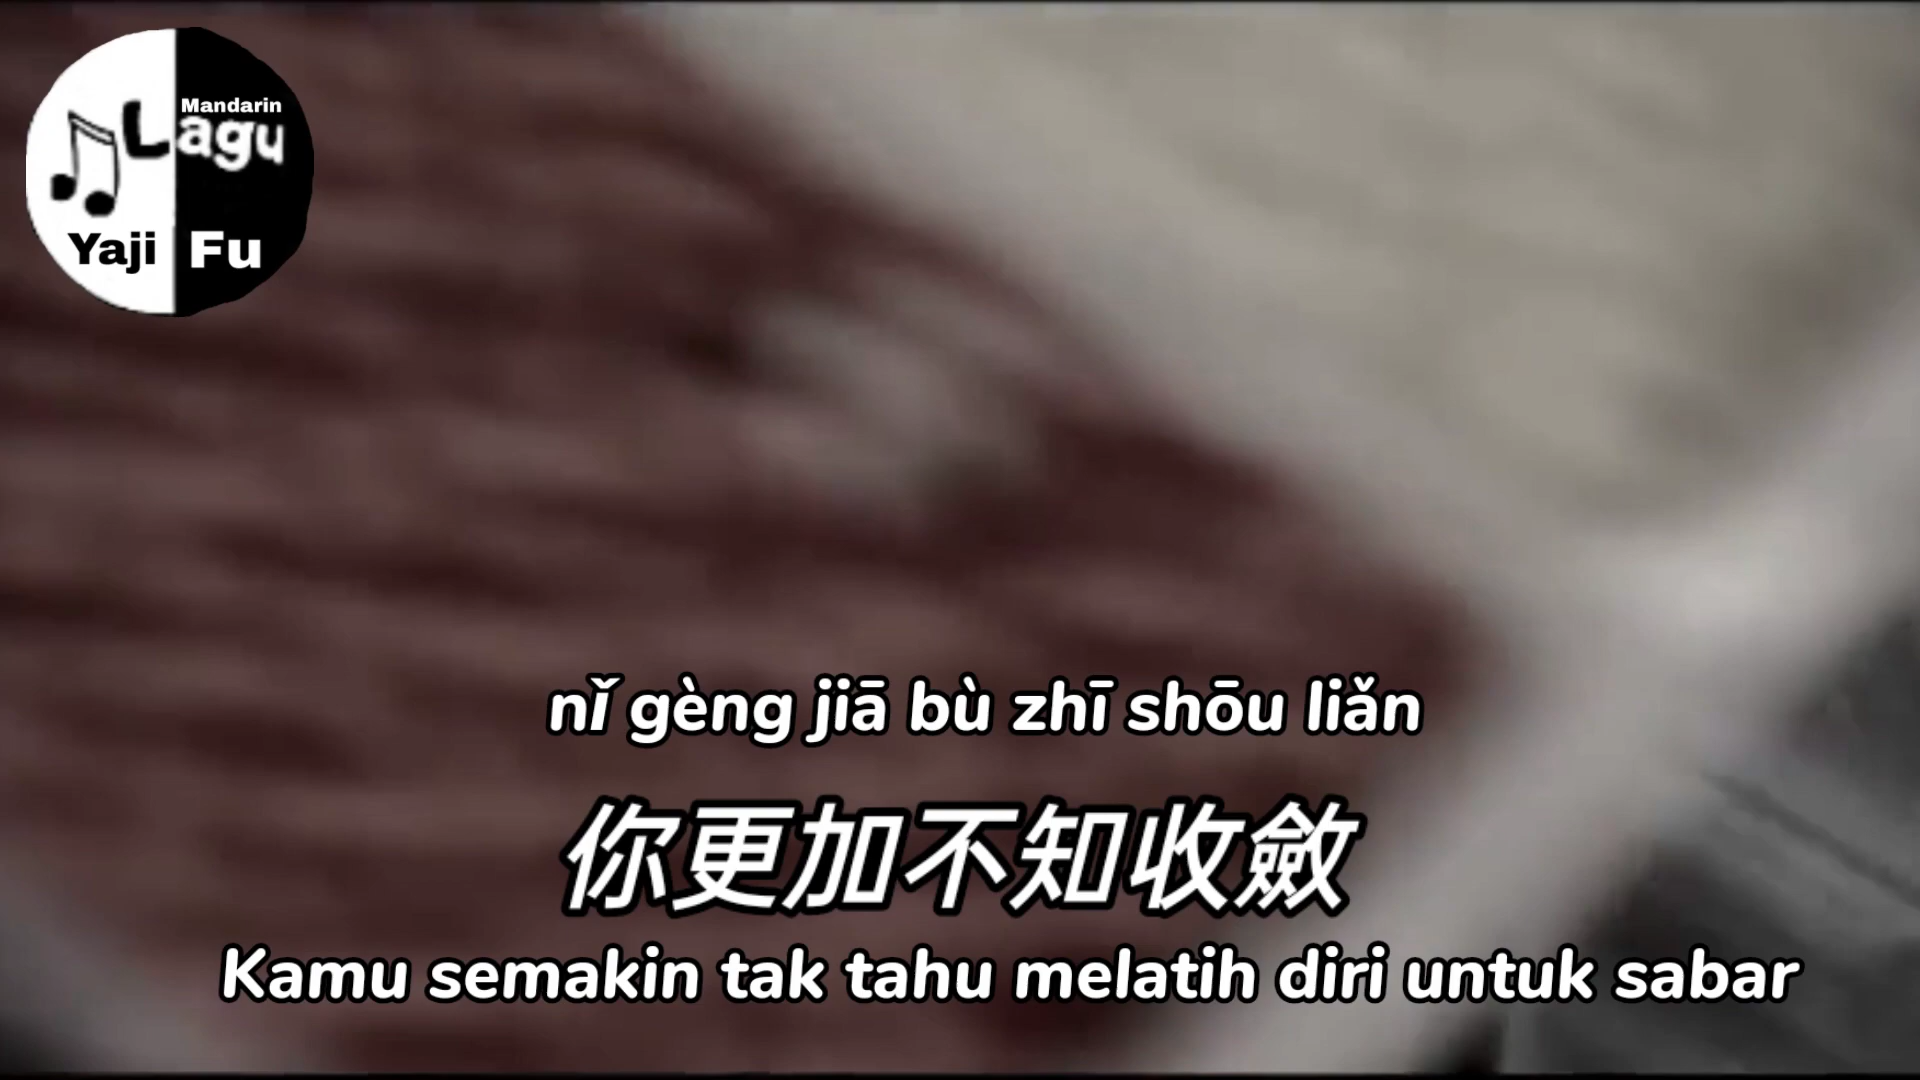 Mandarin
Lagu
Yaji Fu
nǐ gèng jiā bù zhī shōu liǎn
你更加不知收斂
Kamu semakin tak tahu melatih diri untuk sabar